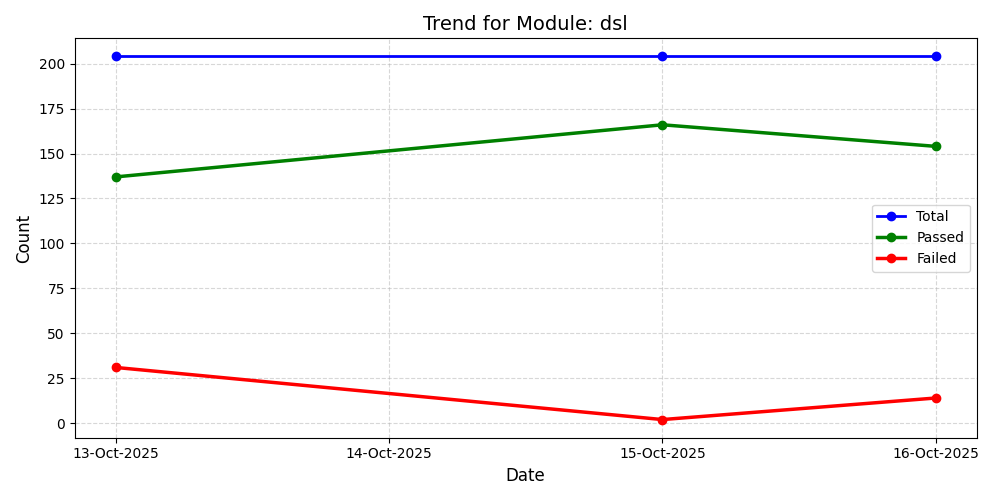 Trend for Module: dsl
Count
200
175
150
125
100
75
50
25
0
Total
Passed
Failed
13-Oct-2025
14-Oct-2025
15-Oct-2025
16-Oct-2025
Date